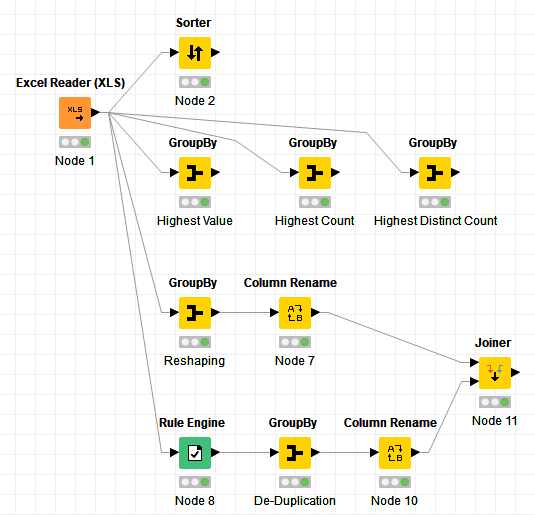 Sorter
Node 2
Excel Reader (XLS)
XLS
Node 1
GroupBy
Highest Value
GroupBy
Highest Count
GroupBy
Highest Distinct Count
GroupBy
Reshaping
Column Rename
A
B
Node 7
Joiner
Node 11
Rule Engine
Node 8
GroupBy
De-Duplication
Column Rename
A
B
Node 10